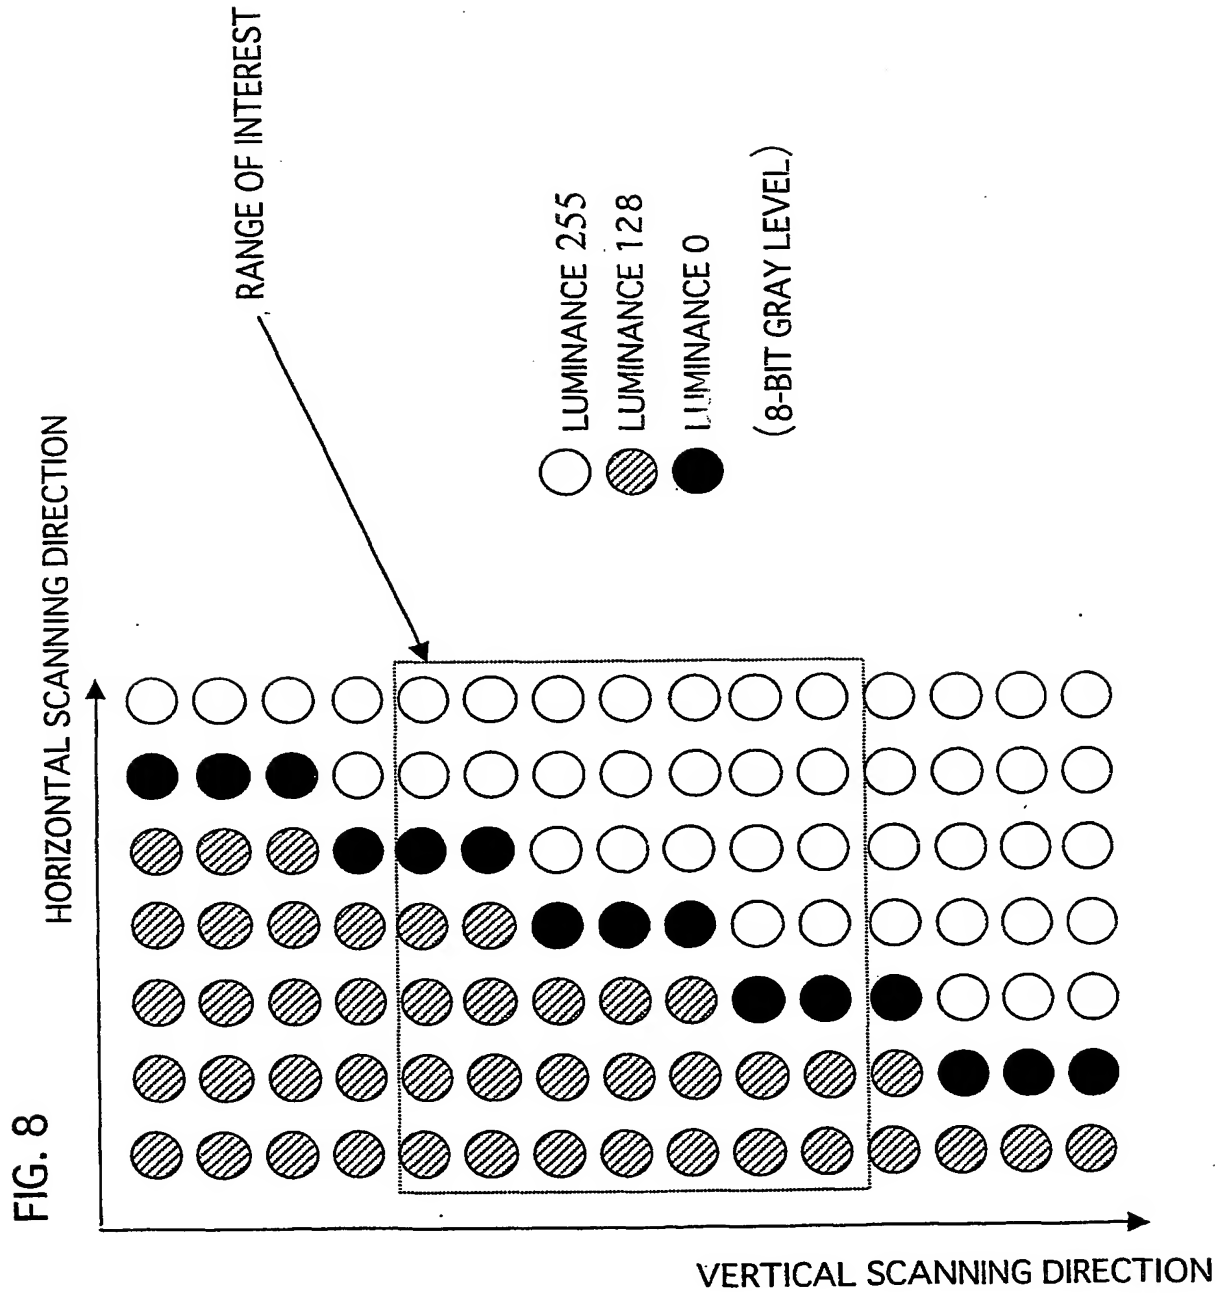 FIG. 8
HORIZONTAL SCANNING DIRECTION
RANGE OF INTEREST
LUMINANCE 255
LUMINANCE 128
LUMINANCE 0
(8-BIT GRAY LEVEL)
VERTICAL SCANNING DIRECTION